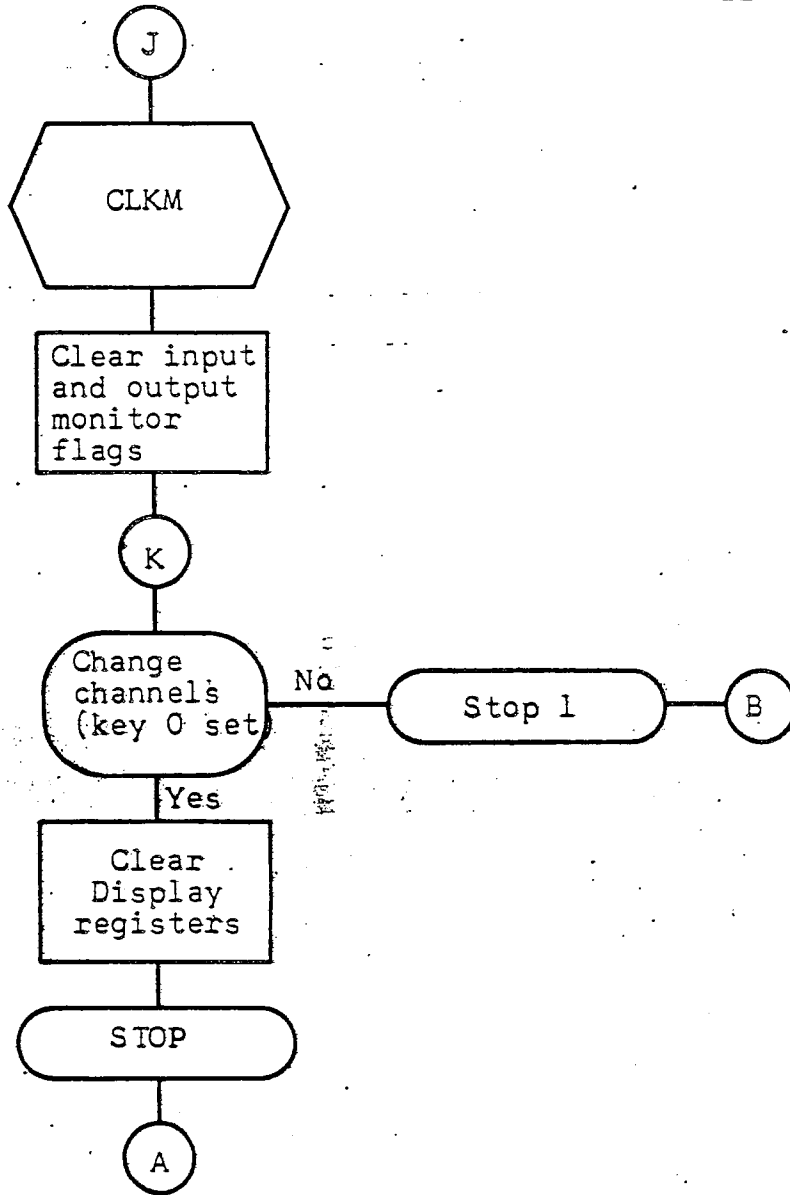 J
CLKM
Clear input
and output
monitor
flags
K
Change
channels
(key 0 set)
No
Stop 1
B
Yes
Clear
Display
registers
STOP
A